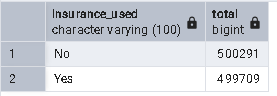 Insurance_used total
character varying (100) bigint
1 No 500291
2 Yes 499709